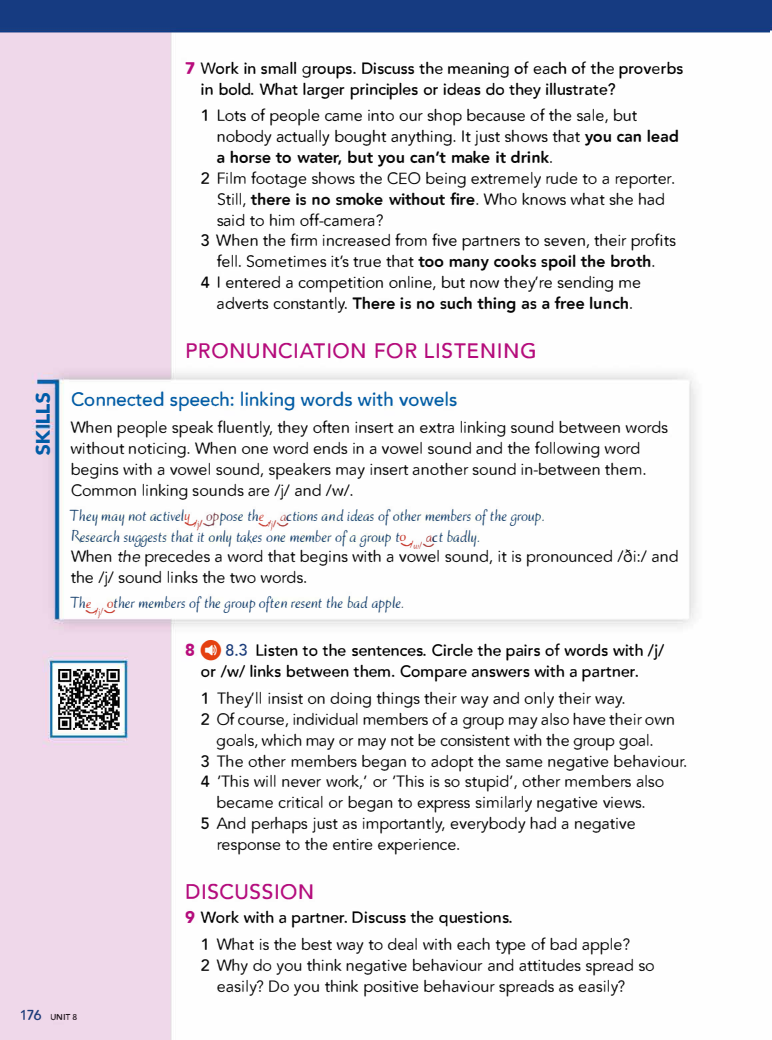 7 Work in small groups. Discuss the meaning of each of the proverbs
in bold. What larger principles or ideas do they illustrate?
1 Lots of people came into our shop because of the sale, but
nobody actually bought anything. It just shows that you can lead
a horse to water, but you can't make it drink.
2 Film footage shows the CEO being extremely rude to a reporter.
Still, there is no smoke without fire. Who knows what she had
said to him off-camera?
3 When the firm increased from five partners to seven, their profits
fell. Sometimes it's true that too many cooks spoil the broth.
4 I entered a competition online, but now they're sending me
adverts constantly. There is no such thing as a free lunch.
PRONUNCIATION FOR LISTENING
SKILLS
Connected speech: linking words with vowels
When people speak fluently, they often insert an extra linking sound between words
without noticing. When one word ends in a vowel sound and the following word
begins with a vowel sound, speakers may insert another sound in-between them.
Common linking sounds are /j/ and /w/.
They may not actively /j/ oppose the /j/ actions and ideas of other members of the group.
Research suggests that it only takes one member of a group to /w/ act badly.
When the precedes a word that begins with a vowel sound, it is pronounced /ði:/ and
the /j/ sound links the two words.
The /j/ other members of the group often resent the bad apple.
8 8.3 Listen to the sentences. Circle the pairs of words with /j/
or /w/ links between them. Compare answers with a partner.
1 They'll insist on doing things their way and only their way.
2 Of course, individual members of a group may also have their own
goals, which may or may not be consistent with the group goal.
3 The other members began to adopt the same negative behaviour.
4 'This will never work,' or 'This is so stupid', other members also
became critical or began to express similarly negative views.
5 And perhaps just as importantly, everybody had a negative
response to the entire experience.
DISCUSSION
9 Work with a partner. Discuss the questions.
1 What is the best way to deal with each type of bad apple?
2 Why do you think negative behaviour and attitudes spread so
easily? Do you think positive behaviour spreads as easily?
176 UNIT 8